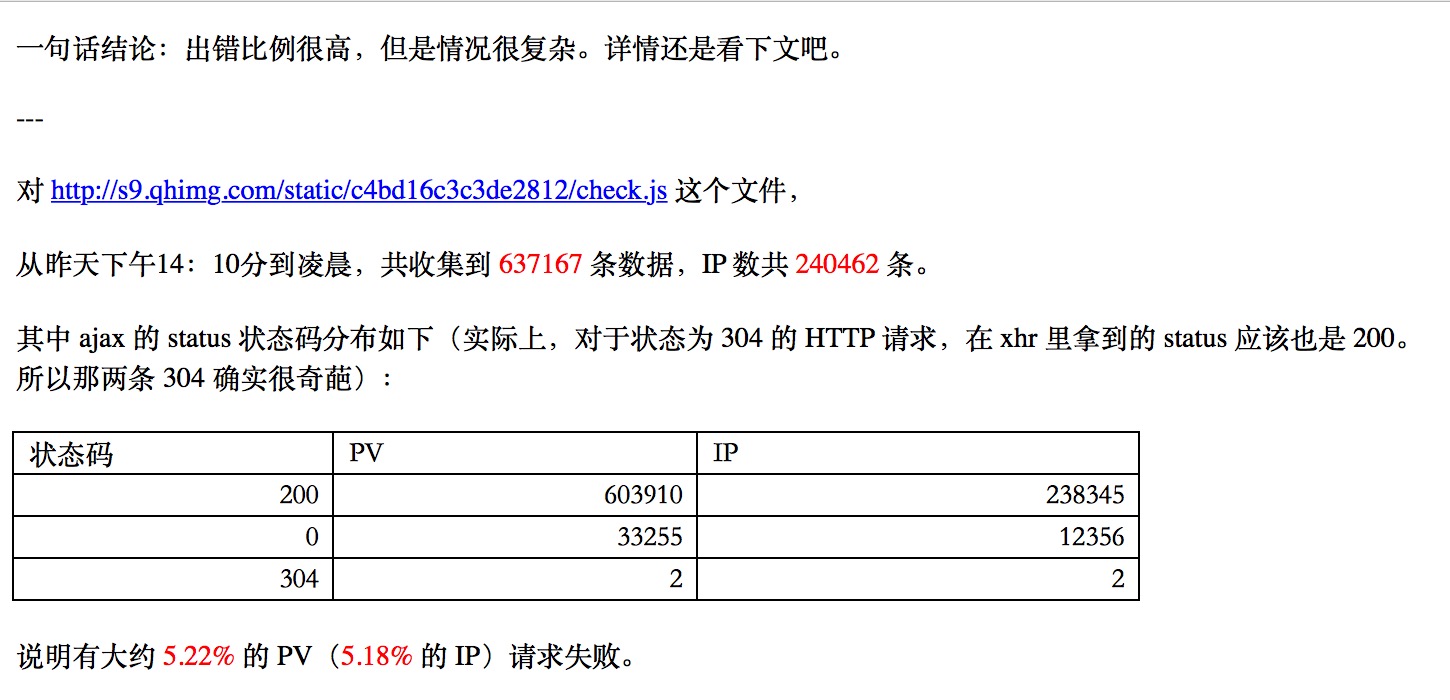 一句话结论：出错比例很高，但是情况很复杂。详情还是看下文吧。
---
对 http://s9.qhimg.com/static/c4bd16c3c3de2812/check.js 这个文件，
从昨天下午14：10分到凌晨，共收集到 637167 条数据，IP 数共 240462 条。
其中 ajax 的 status 状态码分布如下（实际上，对于状态为 304 的 HTTP 请求，在 xhr 里拿到的 status 应该也是 200。
所以那两条 304 确实很奇葩）：
状态码 PV IP
200 603910 238345
0 33255 12356
304 2 2
说明有大约 5.22% 的 PV（5.18% 的 IP）请求失败。